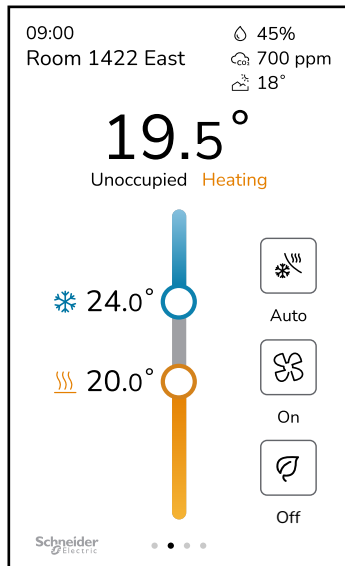 09:00
45%
Room 1422 East
CO₂
700 ppm
18°
19.5°
Unoccupied Heating
24.0°
Auto
20.0°
On
Off
Schneider
Electric